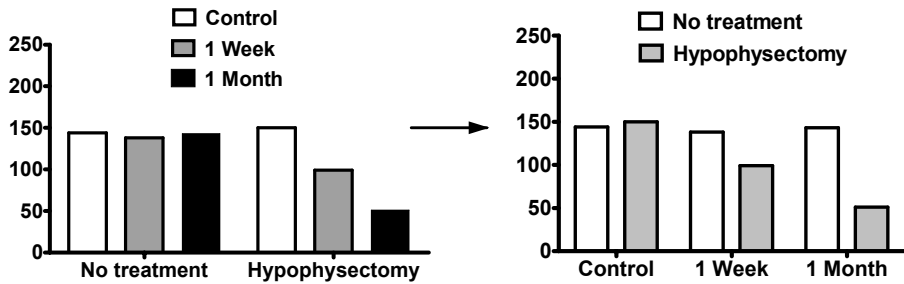 Control
1 Week
1 Month
250
200
150
100
50
0
No treatment Hypophysectomy
No treatment
Hypophysectomy
250
200
150
100
50
0
Control 1 Week 1 Month